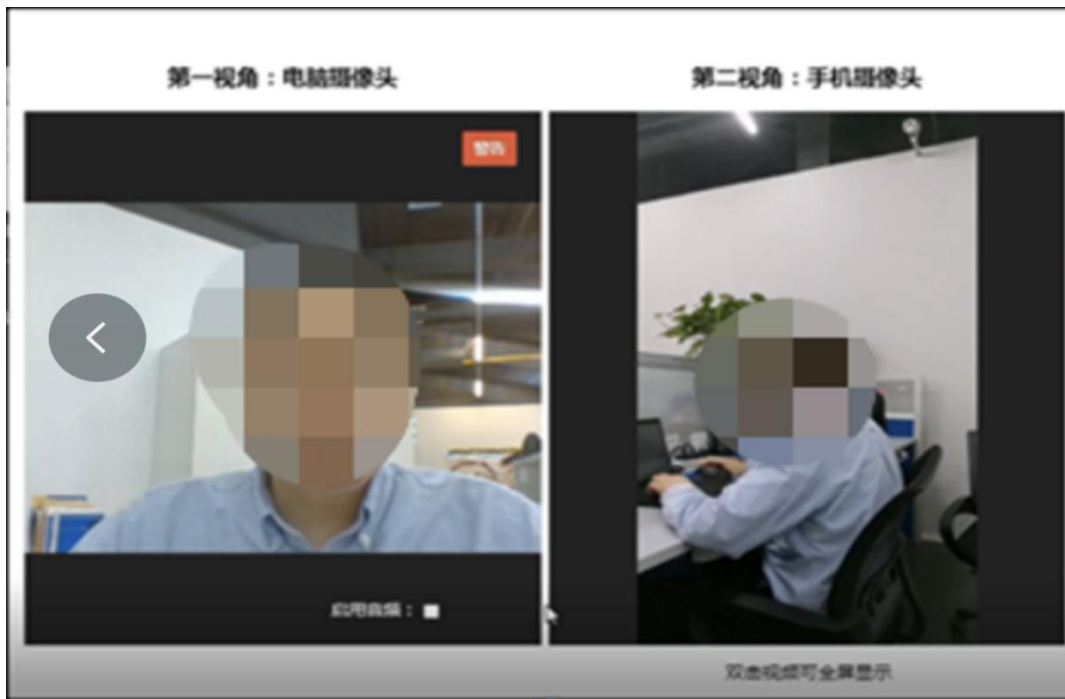 第一视角：电脑摄像头
第二视角：手机摄像头
警告
启用音频：
双击视频可全屏显示